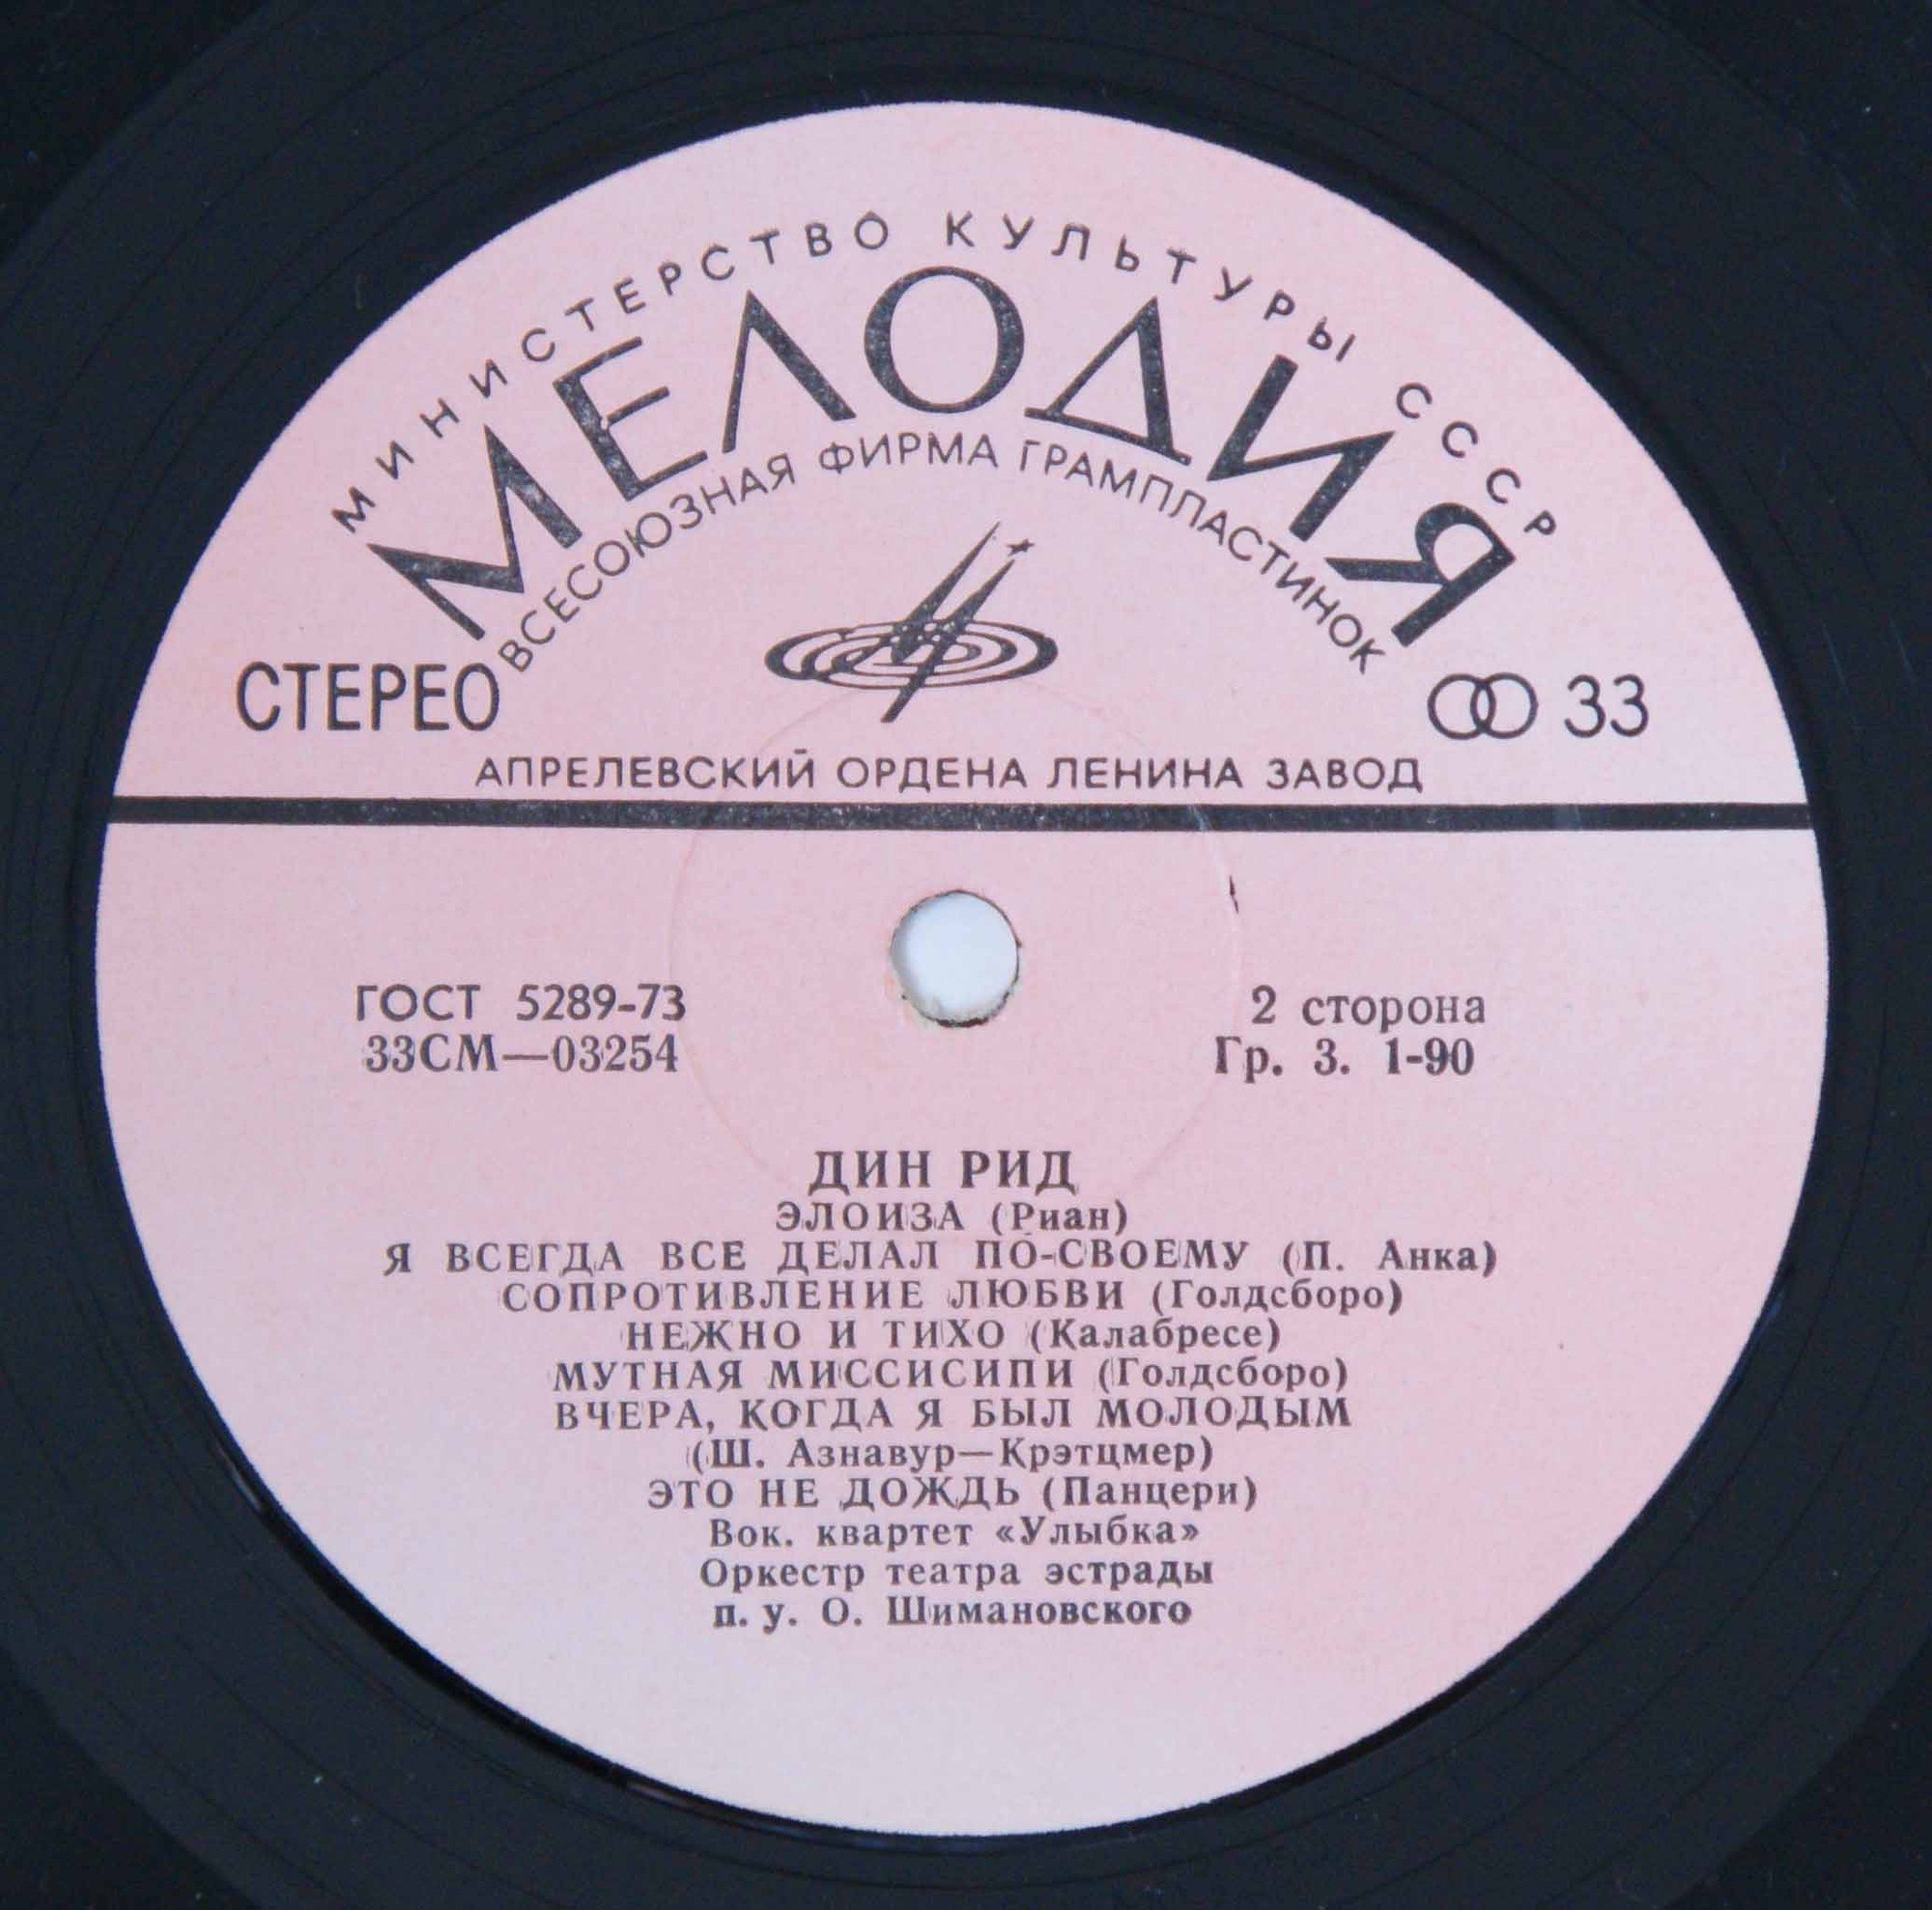 МИНИСТЕРСТВО КУЛЬТУРЫ СССР
МЕЛОДИЯ
ВСЕСОЮЗНАЯ ФИРМА ГРАМПЛАСТИНОК
СТЕРЕО
33
АПРЕЛЕВСКИЙ ОРДЕНА ЛЕНИНА ЗАВОД
ГОСТ 5289-73
33СМ—03254
2 сторона
Гр. 3. 1-90
ДИН РИД
ЭЛОИЗА (Риан)
Я ВСЕГДА ВСЕ ДЕЛАЛ ПО-СВОЕМУ (П. Анка)
СОПРОТИВЛЕНИЕ ЛЮБВИ (Голдсборо)
НЕЖНО И ТИХО (Калабресе)
МУТНАЯ МИССИСИПИ (Голдсборо)
ВЧЕРА, КОГДА Я БЫЛ МОЛОДЫМ
(Ш. Азнавур—Крэтцмер)
ЭТО НЕ ДОЖДЬ (Панцери)
Вок. квартет «Улыбка»
Оркестр театра эстрады
п. у. О. Шимановского